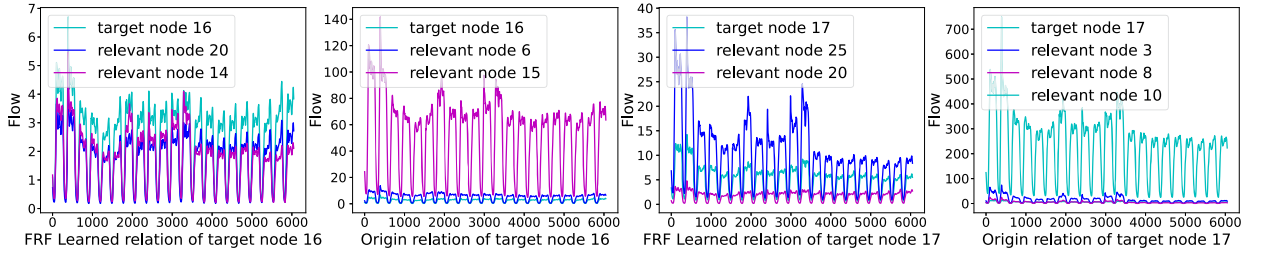 7
6
5
4
3
2
1
0
Flow
target node 16
relevant node 20
relevant node 14
0 1000 2000 3000 4000 5000 6000
FRF Learned relation of target node 16
140
120
100
80
60
40
20
0
Flow
target node 16
relevant node 6
relevant node 15
0 1000 2000 3000 4000 5000 6000
Origin relation of target node 16
40
35
30
25
20
15
10
5
0
Flow
target node 17
relevant node 25
relevant node 20
0 1000 2000 3000 4000 5000 6000
FRF Learned relation of target node 17
700
600
500
400
300
200
100
0
Flow
target node 17
relevant node 3
relevant node 8
relevant node 10
0 1000 2000 3000 4000 5000 6000
Origin relation of target node 17